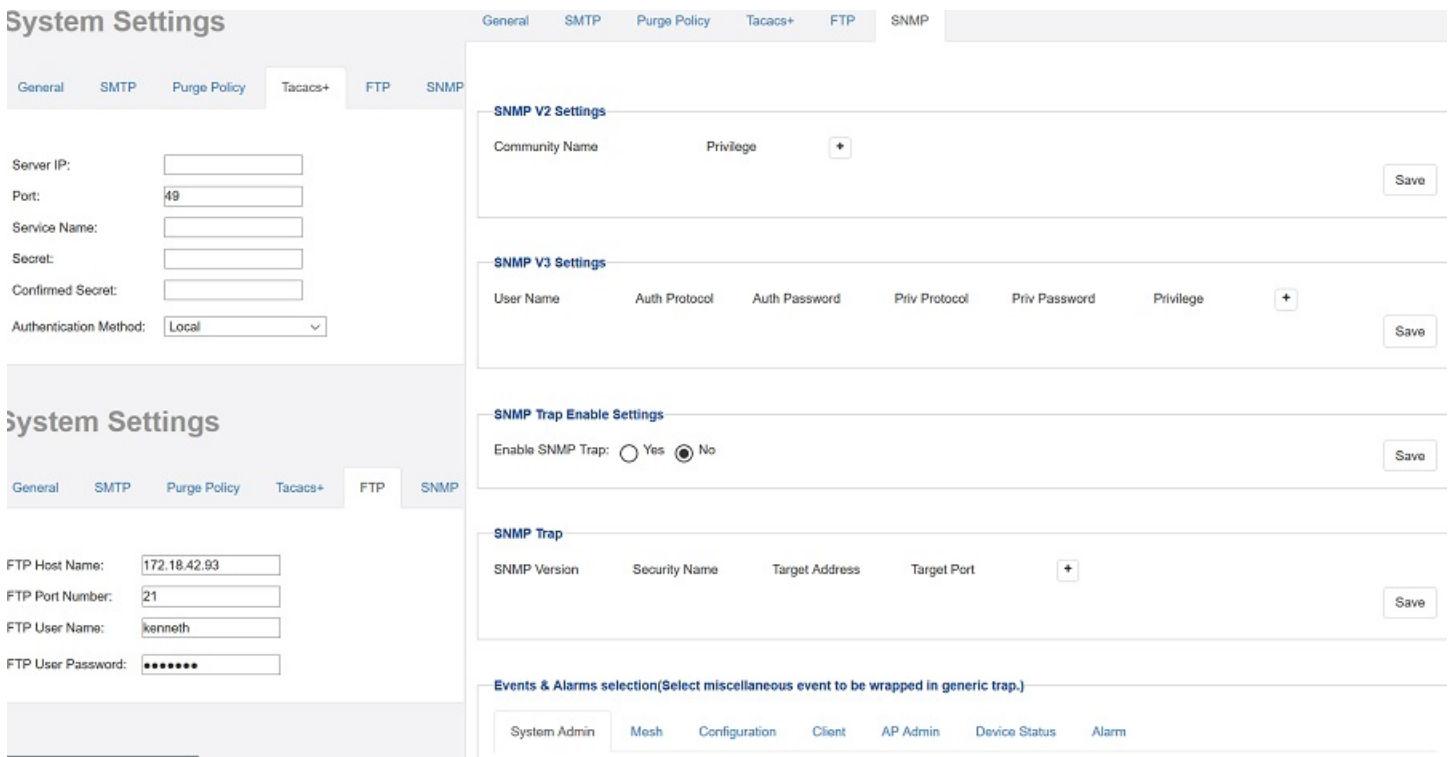 System Settings
General SMTP Purge Policy Tacacs+ FTP SNMP
Server IP:
Port: 49
Service Name:
Secret:
Confirmed Secret:
Authentication Method: Local
System Settings
General SMTP Purge Policy Tacacs+ FTP SNMP
FTP Host Name: 172.18.42.93
FTP Port Number: 21
FTP User Name: kenneth
FTP User Password: •••••••
General SMTP Purge Policy Tacacs+ FTP SNMP
SNMP V2 Settings
Community Name Privilege +
Save
SNMP V3 Settings
User Name Auth Protocol Auth Password Priv Protocol Priv Password Privilege +
Save
SNMP Trap Enable Settings
Enable SNMP Trap: Yes No
Save
SNMP Trap
SNMP Version Security Name Target Address Target Port +
Save
Events & Alarms selection(Select miscellaneous event to be wrapped in generic trap.)
System Admin Mesh Configuration Client AP Admin Device Status Alarm